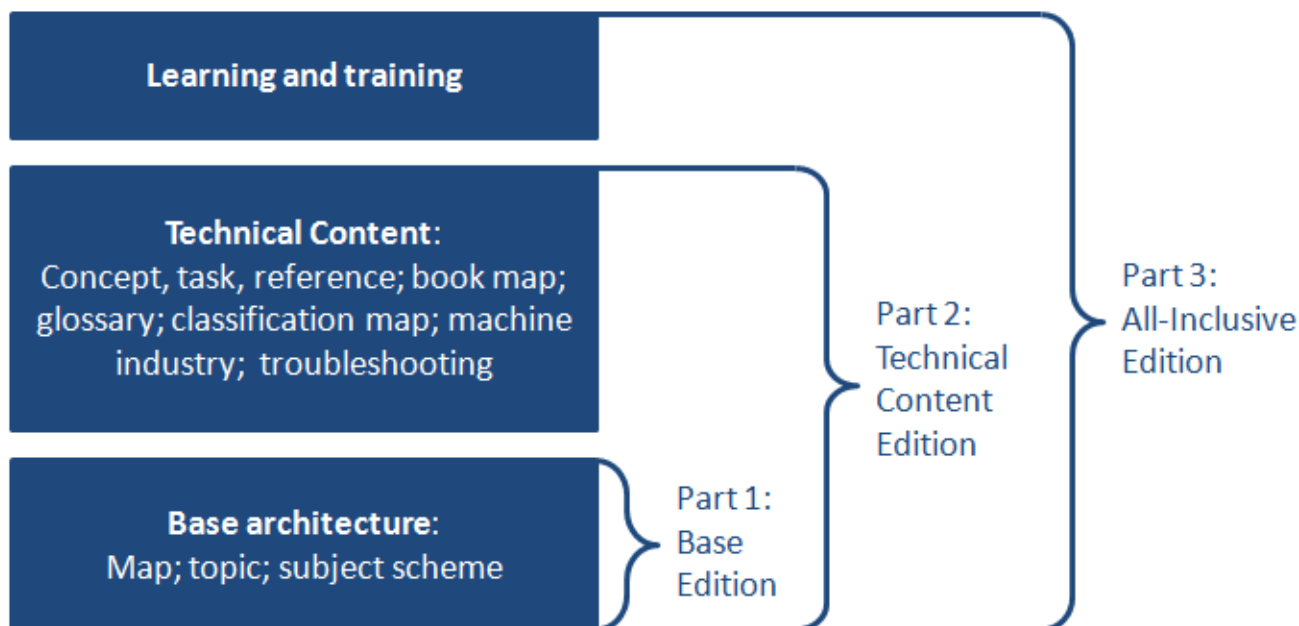 Learning and training
Technical Content:
Concept, task, reference; book map;
glossary; classification map; machine
industry; troubleshooting
Base architecture:
Map; topic; subject scheme
Part 1:
Base
Edition
Part 2:
Technical
Content
Edition
Part 3:
All-Inclusive
Edition